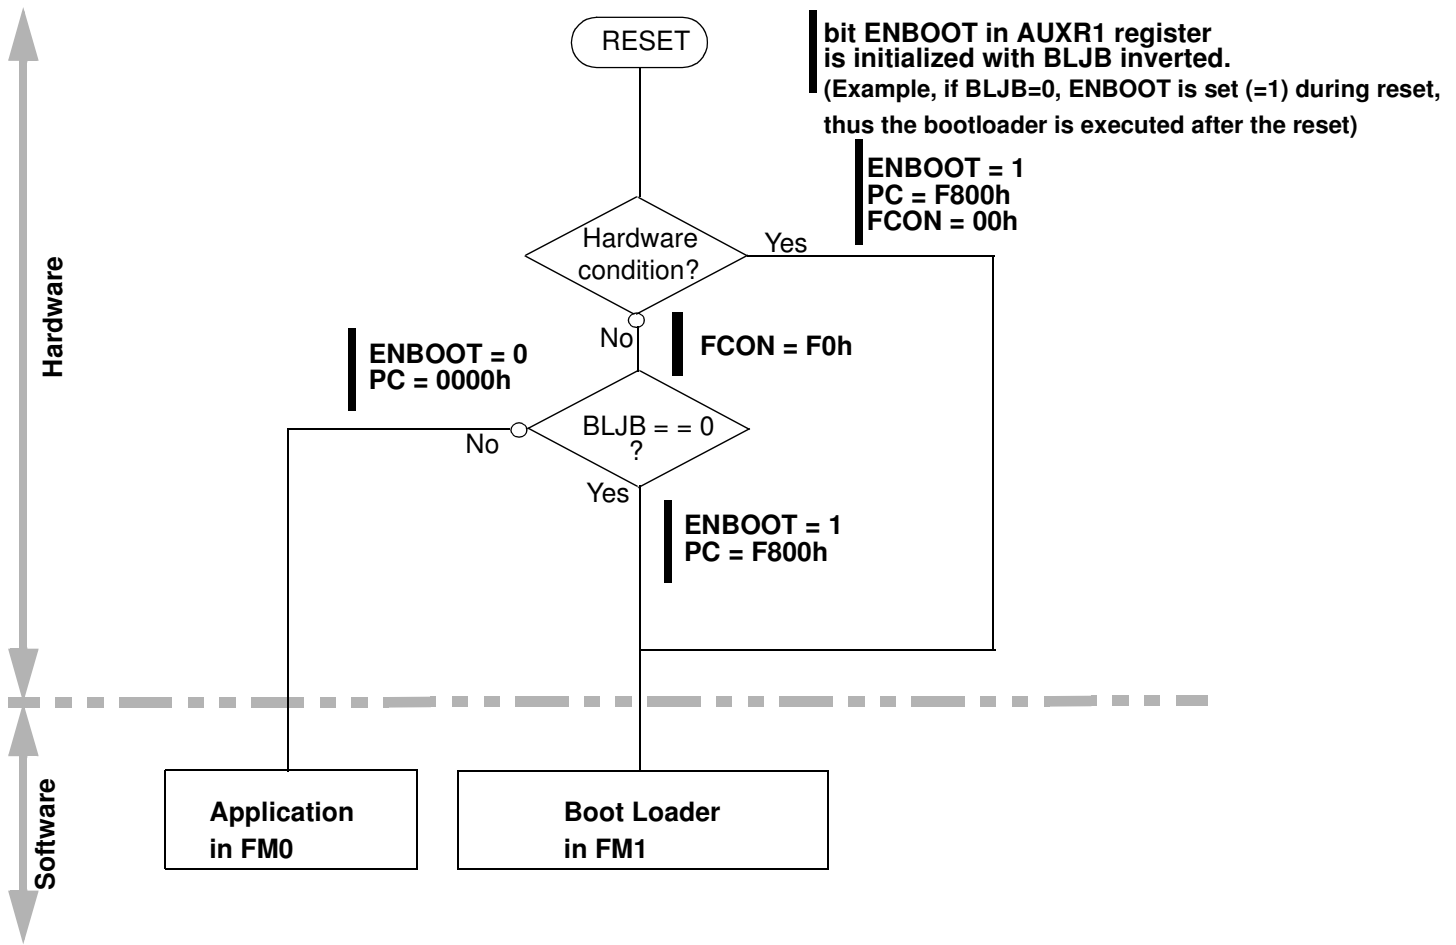 RESET
bit ENBOOT in AUXR1 register
is initialized with BLJB inverted.
(Example, if BLJB=0, ENBOOT is set (=1) during reset,
thus the bootloader is executed after the reset)
ENBOOT = 1
PC = F800h
FCON = 00h
Hardware
condition?
Yes
No
FCON = F0h
ENBOOT = 0
PC = 0000h
BLJB = = 0
?
No
Yes
ENBOOT = 1
PC = F800h
Hardware
Software
Application
in FM0
Boot Loader
in FM1